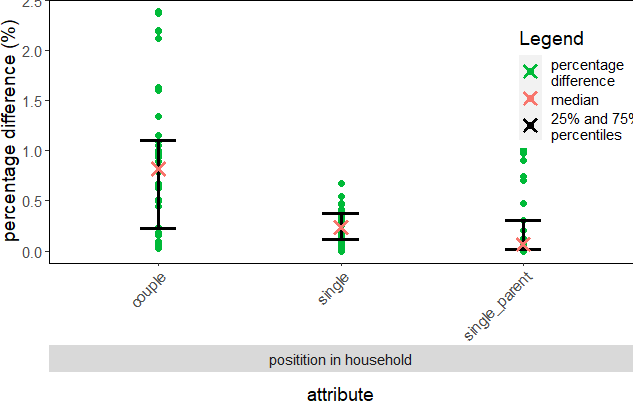 percentage difference (%)
2.5
2.0
1.5
1.0
0.5
0.0
Legend
percentage
difference
median
25% and 75%
percentiles
couple
single
single_parent
positition in household
attribute